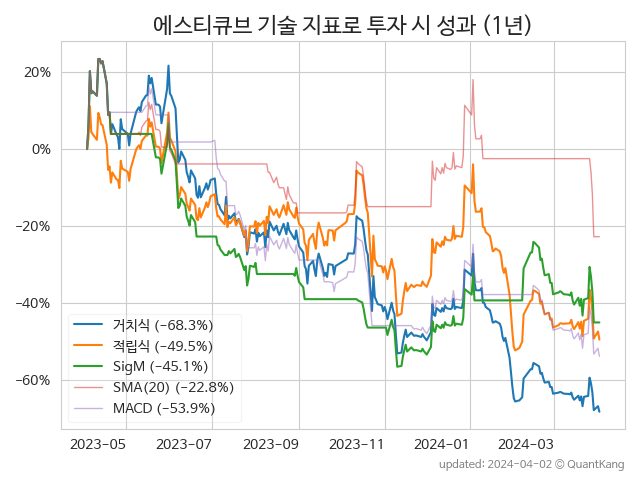 에스티큐브 기술 지표로 투자 시 성과 (1년)
20%
0%
−20%
−40%
−60%
거치식 (−68.3%)
적립식 (−49.5%)
SigM (−45.1%)
SMA(20) (−22.8%)
MACD (−53.9%)
2023−05
2023−07
2023−09
2023−11
2024−01
2024−03
updated: 2024−04−02 ⓒ QuantKang